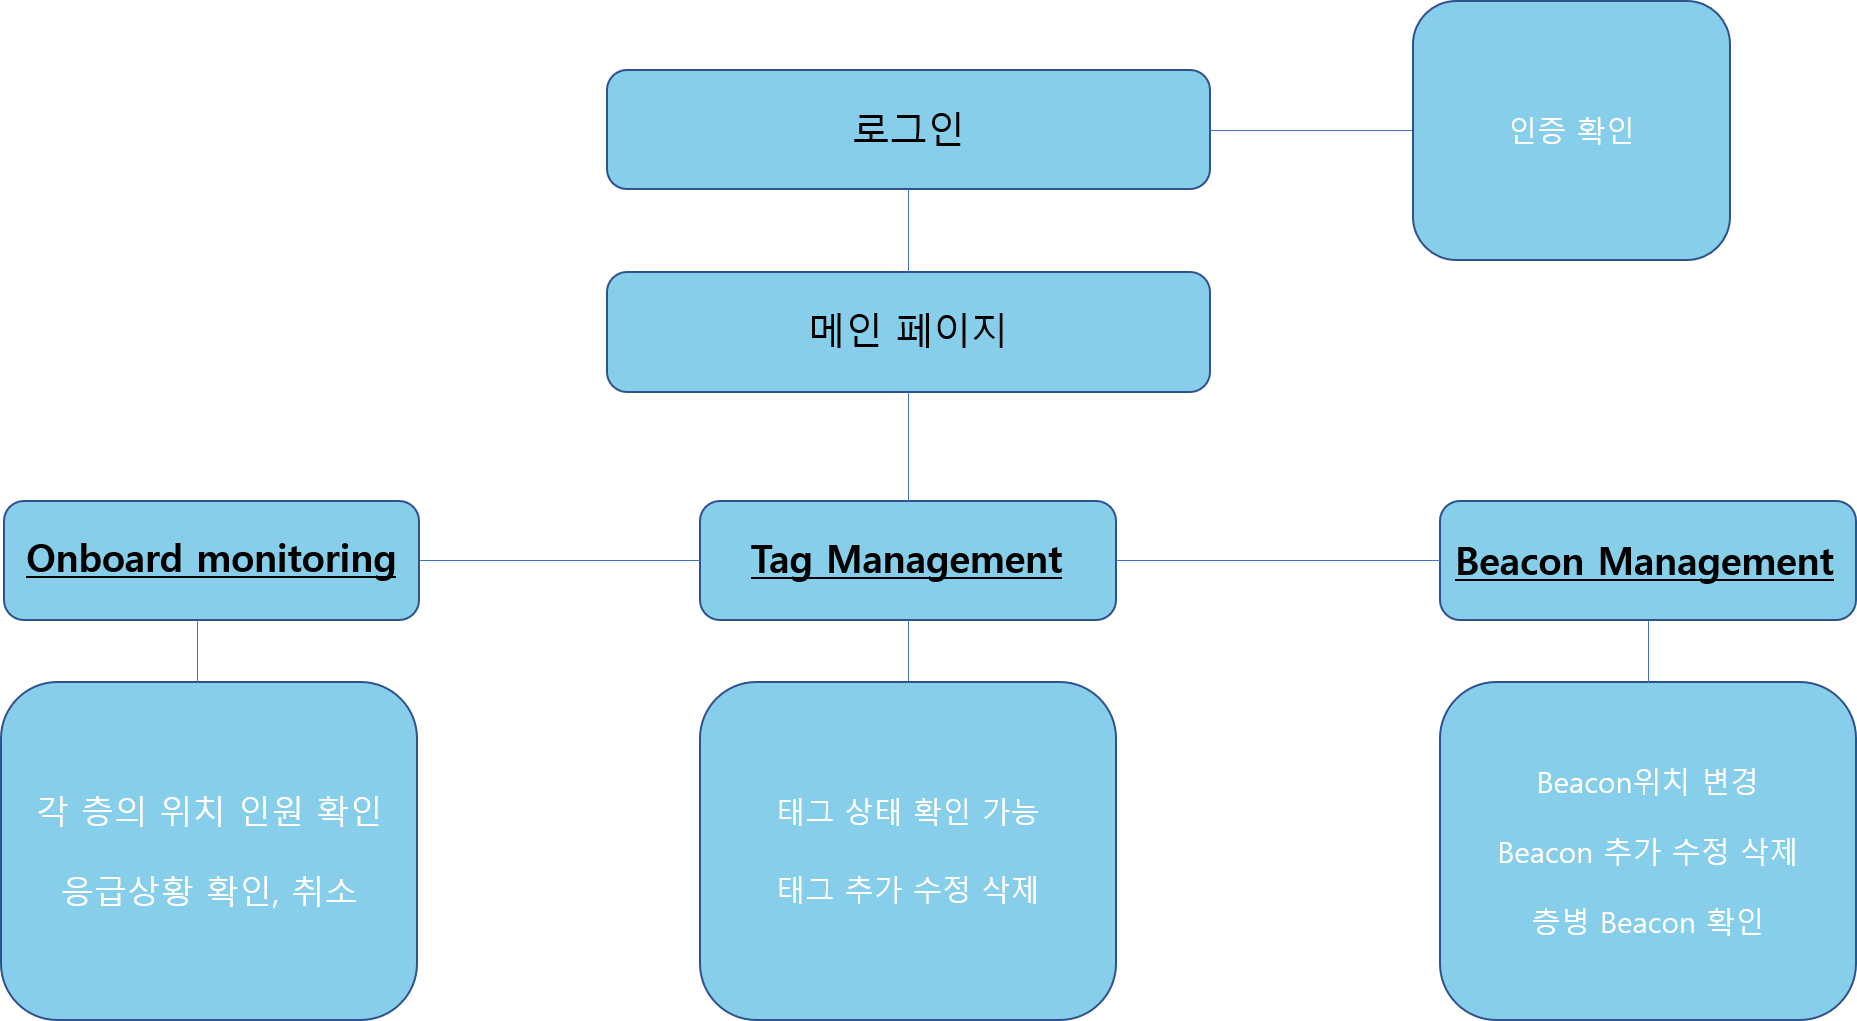 로그인
인증 확인
메인 페이지
Onboard monitoring
Tag Management
Beacon Management
각 층의 위치 인원 확인
응급상황 확인, 취소
태그 상태 확인 가능
태그 추가 수정 삭제
Beacon위치 변경
Beacon 추가 수정 삭제
층병 Beacon 확인